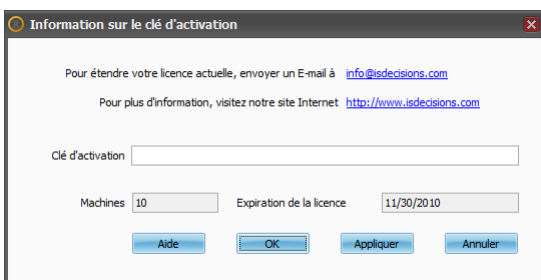 Information sur le clé d'activation
Pour étendre votre licence actuelle, envoyer un E-mail à info@isdecisions.com
Pour plus d'information, visitez notre site Internet http://www.isdecisions.com
Clé d'activation
Machines 10 Expiration de la licence 11/30/2010
Aide OK Appliquer Annuler